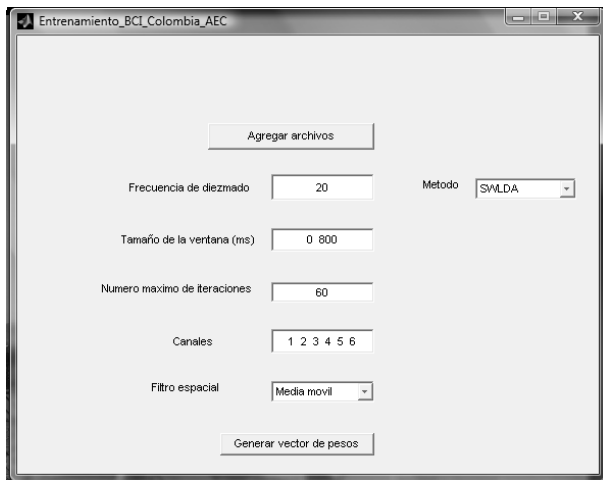 Entrenamiento_BCI_Colombia_AEC
Agregar archivos
Frecuencia de diezmado 20 Metodo SWLDA
Tamaño de la ventana (ms) 0 800
Numero maximo de iteraciones 60
Canales 1 2 3 4 5 6
Filtro espacial Media movil
Generar vector de pesos